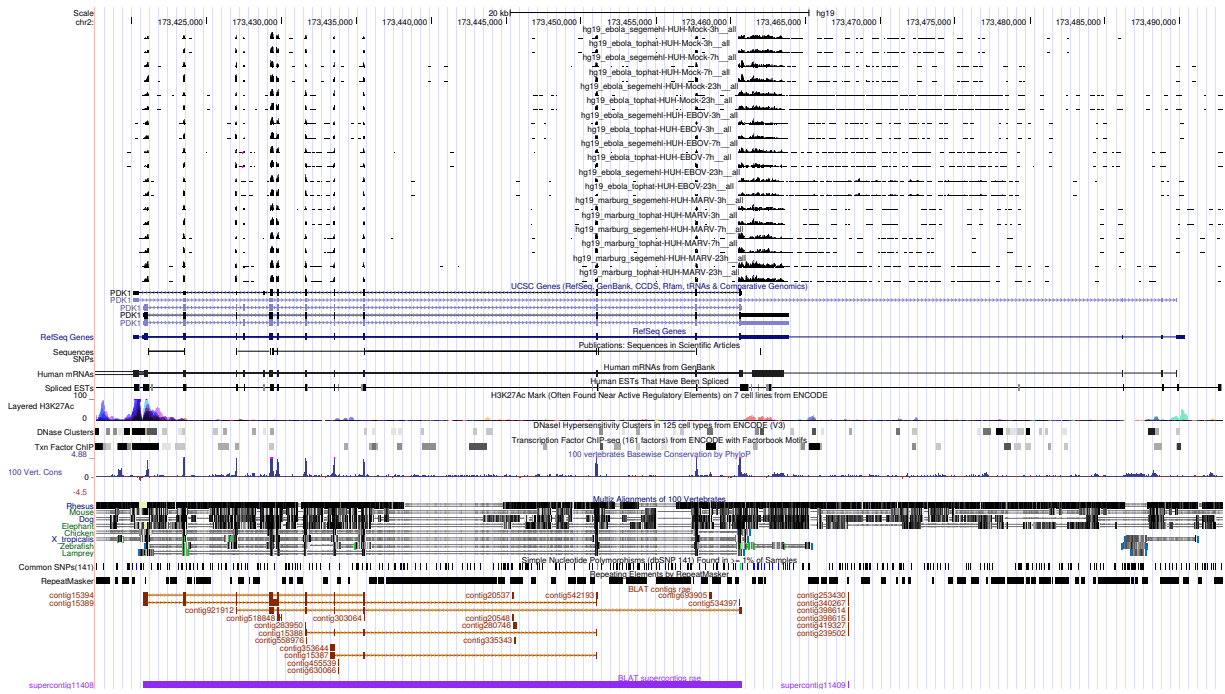 Scale 20 kb hg19
chr2: 173,425,000 173,430,000 173,435,000 173,440,000 173,445,000 173,450,000 173,455,000 173,460,000 173,465,000 173,470,000 173,475,000 173,480,000 173,485,000 173,490,000
hg19_ebola_segemehl-HUH-Mock-3h__all
hg19_ebola_tophat-HUH-Mock-3h__all
hg19_ebola_segemehl-HUH-Mock-7h__all
hg19_ebola_tophat-HUH-Mock-7h__all
hg19_ebola_segemehl-HUH-Mock-23h__all
hg19_ebola_tophat-HUH-Mock-23h__all
hg19_ebola_segemehl-HUH-EBOV-3h__all
hg19_ebola_tophat-HUH-EBOV-3h__all
hg19_ebola_segemehl-HUH-EBOV-7h__all
hg19_ebola_tophat-HUH-EBOV-7h__all
hg19_ebola_segemehl-HUH-EBOV-23h__all
hg19_ebola_tophat-HUH-EBOV-23h__all
hg19_marburg_segemehl-HUH-MARV-3h__all
hg19_marburg_tophat-HUH-MARV-3h__all
hg19_marburg_segemehl-HUH-MARV-7h__all
hg19_marburg_tophat-HUH-MARV-7h__all
hg19_marburg_segemehl-HUH-MARV-23h__all
hg19_marburg_tophat-HUH-MARV-23h__all
UCSC Genes (RefSeq, GenBank, CCDS, Rfam, tRNAs & Comparative Genomics)
PDK1
PDK1
PDK1
PDK1
PDK1
RefSeq Genes
RefSeq Genes
Publications: Sequences in Scientific Articles
Sequences
SNPs
Human mRNAs from GenBank
Human mRNAs
Human ESTs That Have Been Spliced
Spliced ESTs
H3K27Ac Mark (Often Found Near Active Regulatory Elements) on 7 cell lines from ENCODE
100
Layered H3K27Ac
0
DNaseI Hypersensitivity Clusters in 125 cell types from ENCODE (V3)
DNase Clusters
Transcription Factor ChIP-seq (161 factors) from ENCODE with Factorbook Motifs
Txn Factor ChIP
4.88
100 vertebrates Basewise Conservation by PhyloP
100 Vert. Cons
0 -
-4.5
Multiz Alignments of 100 Vertebrates
Rhesus
Mouse
Dog
Elephant
Chicken
X_tropicalis
Zebrafish
Lamprey
Simple Nucleotide Polymorphisms (dbSNP 141) Found in >= 1% of Samples
Common SNPs(141)
Repeating Elements by RepeatMasker
RepeatMasker
BLAT contigs rae
contig15394 contig20537 contig542193 contig693905 contig253430
contig15389 contig534397 contig340267
contig921912 contig398614
contig518848 contig303064 contig20548 contig398615
contig283950 contig280746 contig419327
contig15388 contig239502
contig558976 contig335343
contig353644
contig15387
contig455539
contig630066
BLAT supercontigs rae
supercontig11408 supercontig11409